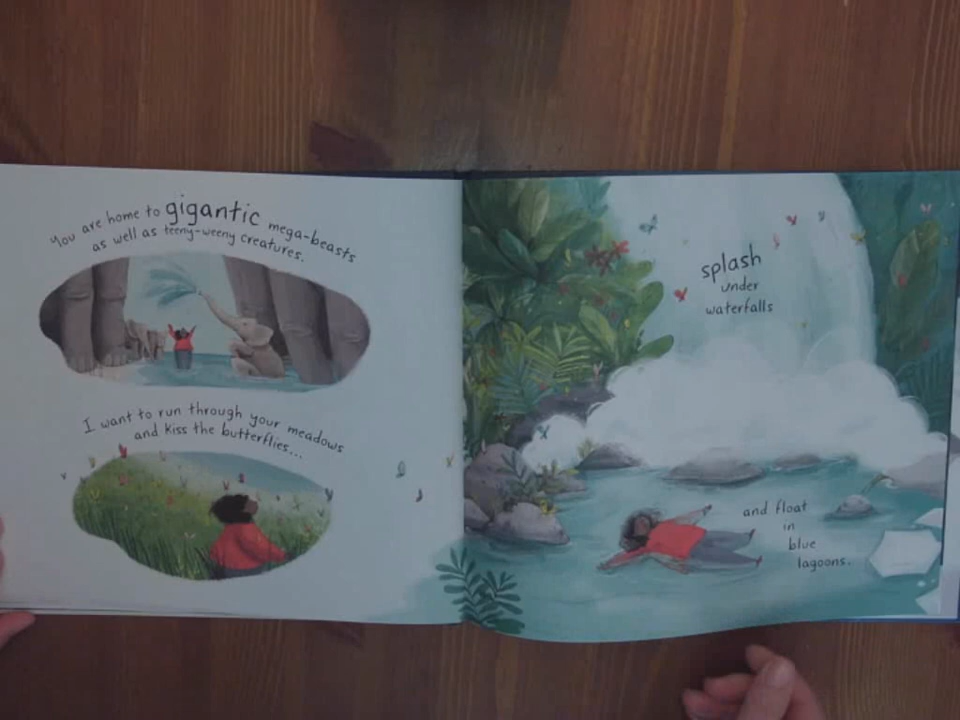 You are home to gigantic mega-beasts
as well as teeny-weeny creatures.
I want to run through your meadows
and kiss the butterflies...
splash
under
waterfalls
and float
in
blue
lagoons.